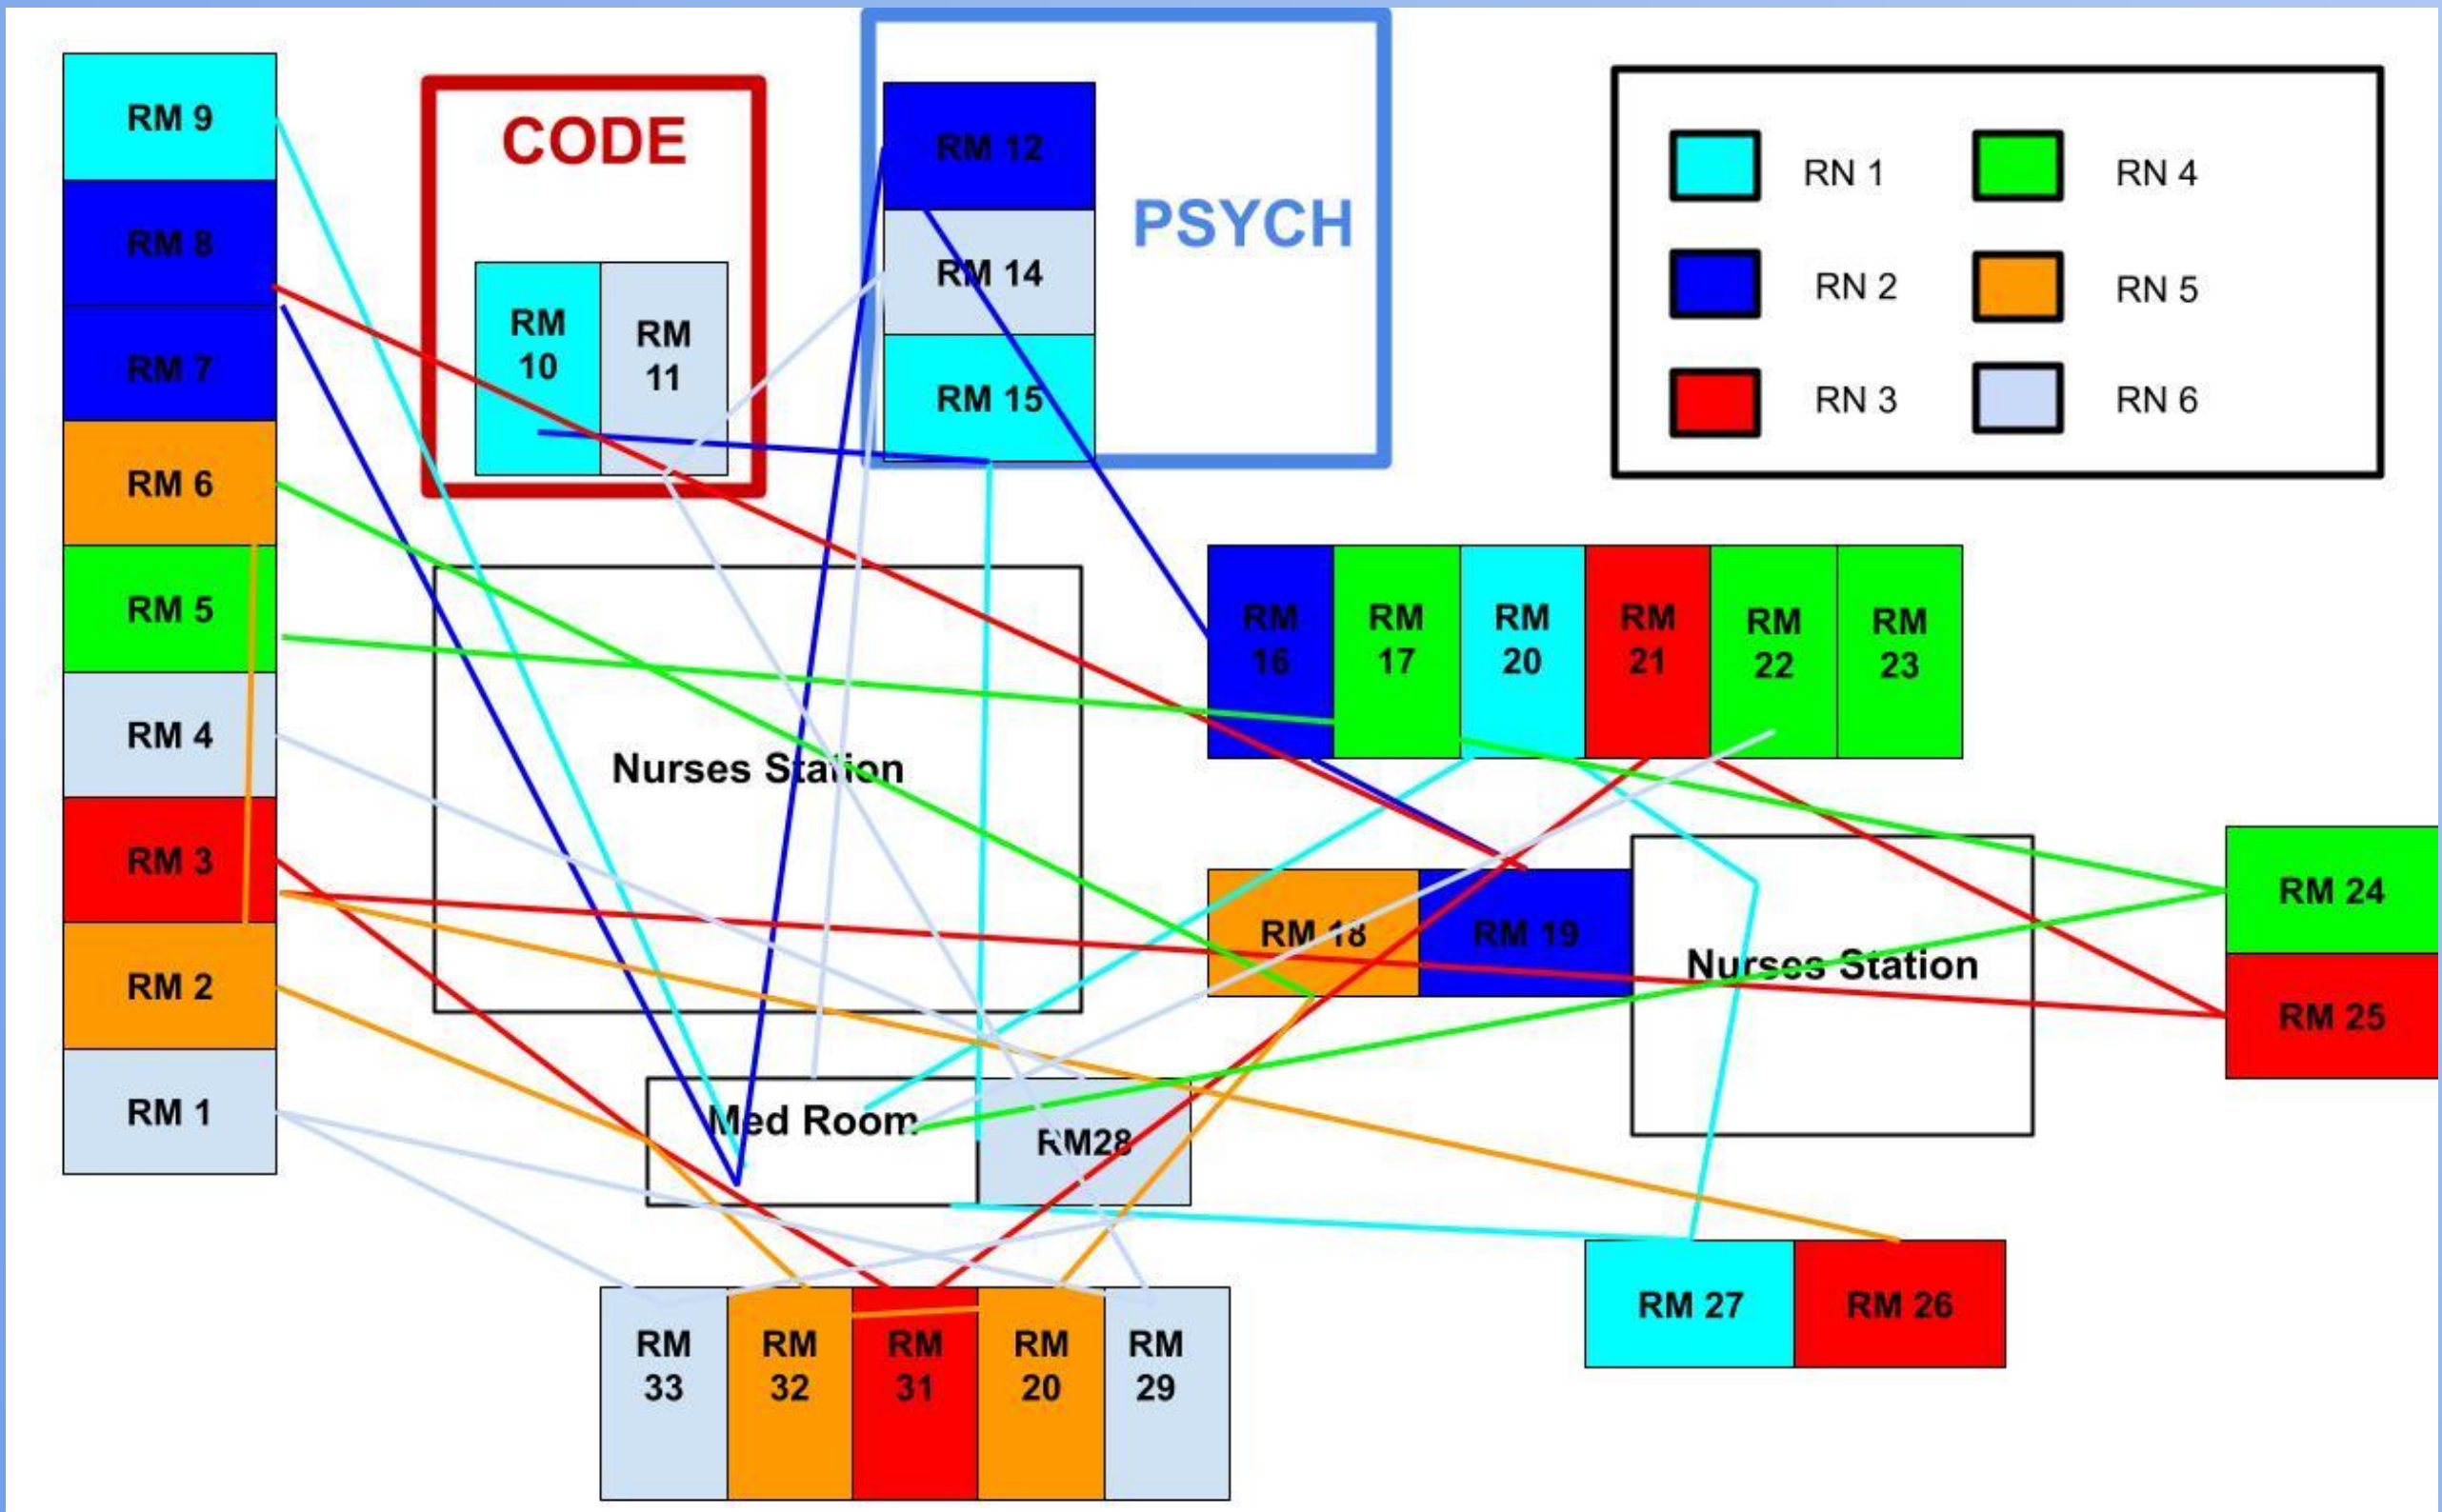 RM 9
RM 8
RM 7
RM 6
RM 5
RM 4
RM 3
RM 2
RM 1
CODE
RM
10
RM
11
RM 12
RM 14
RM 15
PSYCH
RN 1
RN 4
RN 2
RN 5
RN 3
RN 6
Nurses Station
RM
16
RM
17
RM
20
RM
21
RM
22
RM
23
RM 18
RM 19
Nurses Station
RM 24
RM 25
Med Room
RM28
RM 27
RM 26
RM
33
RM
32
RM
31
RM
20
RM
29